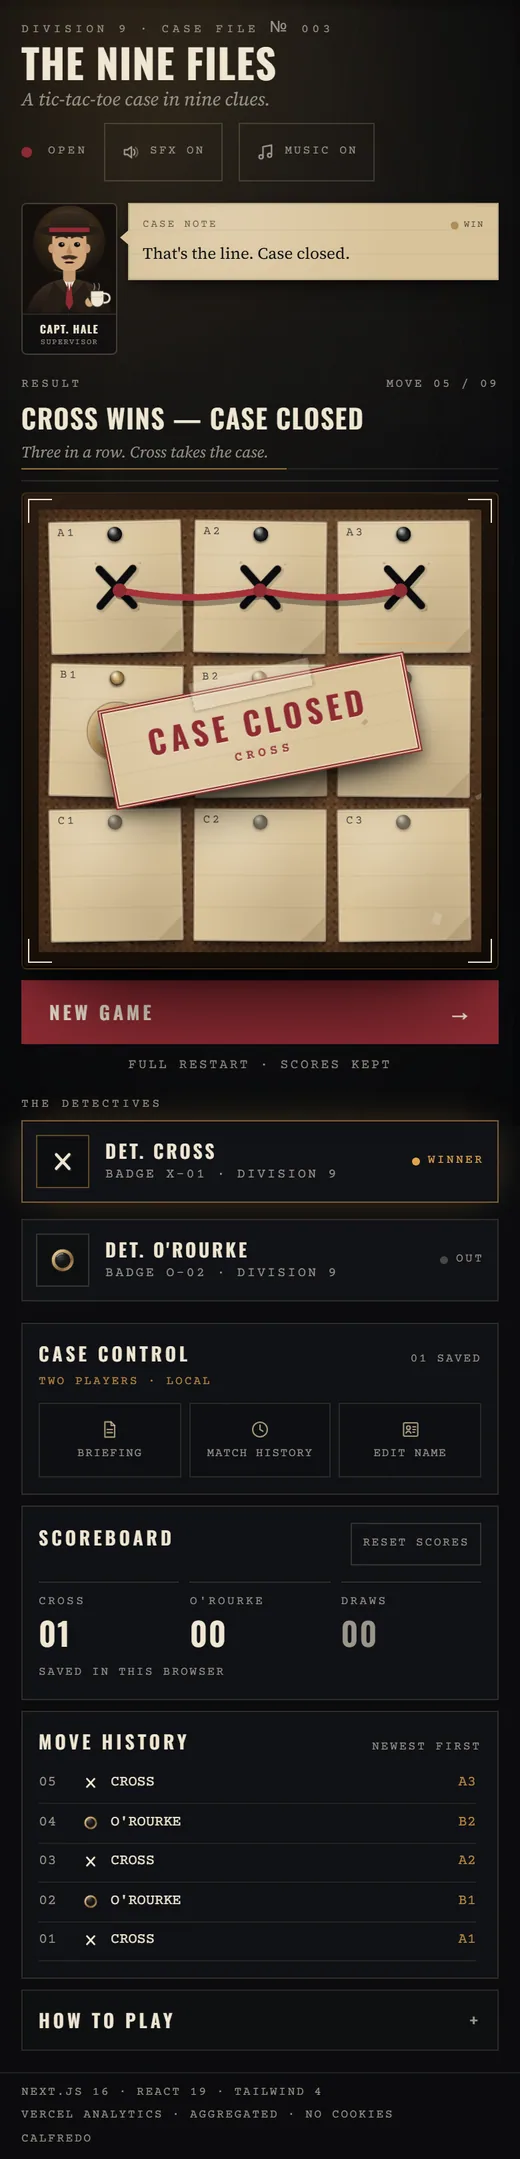 DIVISION 9 · CASE FILE № 003
THE NINE FILES
A tic-tac-toe case in nine clues.
OPEN
SFX ON
MUSIC ON
CASE NOTE
WIN
That's the line. Case closed.
CAPT. HALE
SUPERVISOR
RESULT
MOVE 05 / 09
CROSS WINS — CASE CLOSED
Three in a row. Cross takes the case.
A1
A2
A3
B1
B2
CASE CLOSED
CROSS
C1
C2
C3
NEW GAME →
FULL RESTART · SCORES KEPT
THE DETECTIVES
DET. CROSS
BADGE X-01 · DIVISION 9
WINNER
DET. O'ROURKE
BADGE O-02 · DIVISION 9
OUT
CASE CONTROL
01 SAVED
TWO PLAYERS · LOCAL
BRIEFING
MATCH HISTORY
EDIT NAME
SCOREBOARD
RESET SCORES
CROSS
O'ROURKE
DRAWS
01
00
00
SAVED IN THIS BROWSER
MOVE HISTORY
NEWEST FIRST
05 CROSS A3
04 O'ROURKE B2
03 CROSS A2
02 O'ROURKE B1
01 CROSS A1
HOW TO PLAY +
NEXT.JS 16 · REACT 19 · TAILWIND 4
VERCEL ANALYTICS · AGGREGATED · NO COOKIES
CALFREDO